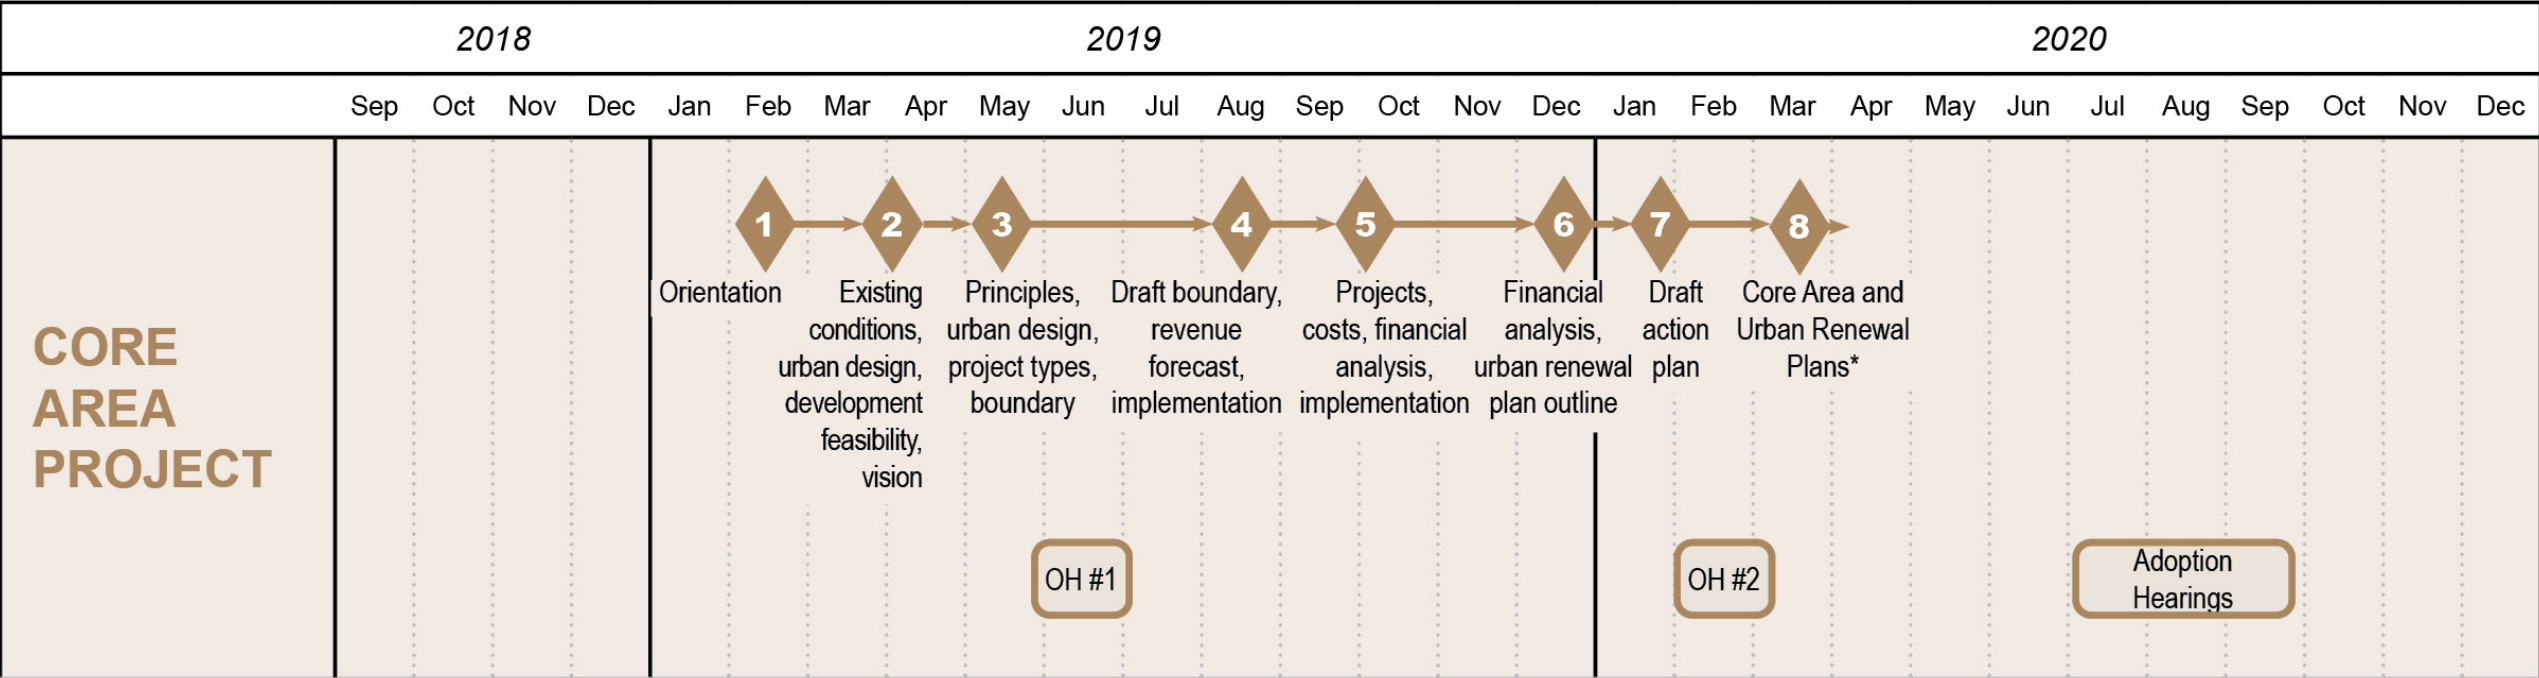 2018 2019 2020
Sep Oct Nov Dec Jan Feb Mar Apr May Jun Jul Aug Sep Oct Nov Dec Jan Feb Mar Apr May Jun Jul Aug Sep Oct Nov Dec
CORE
AREA
PROJECT
1 2 3 4 5 6 7 8
Orientation
Existing
conditions,
urban design,
development
feasibility,
vision
Principles,
urban design,
project types,
boundary
Draft boundary,
revenue
forecast,
implementation
Projects,
costs, financial
analysis,
implementation
Financial
analysis,
urban renewal
plan outline
Draft
action
plan
Core Area and
Urban Renewal
Plans*
OH #1
OH #2
Adoption
Hearings